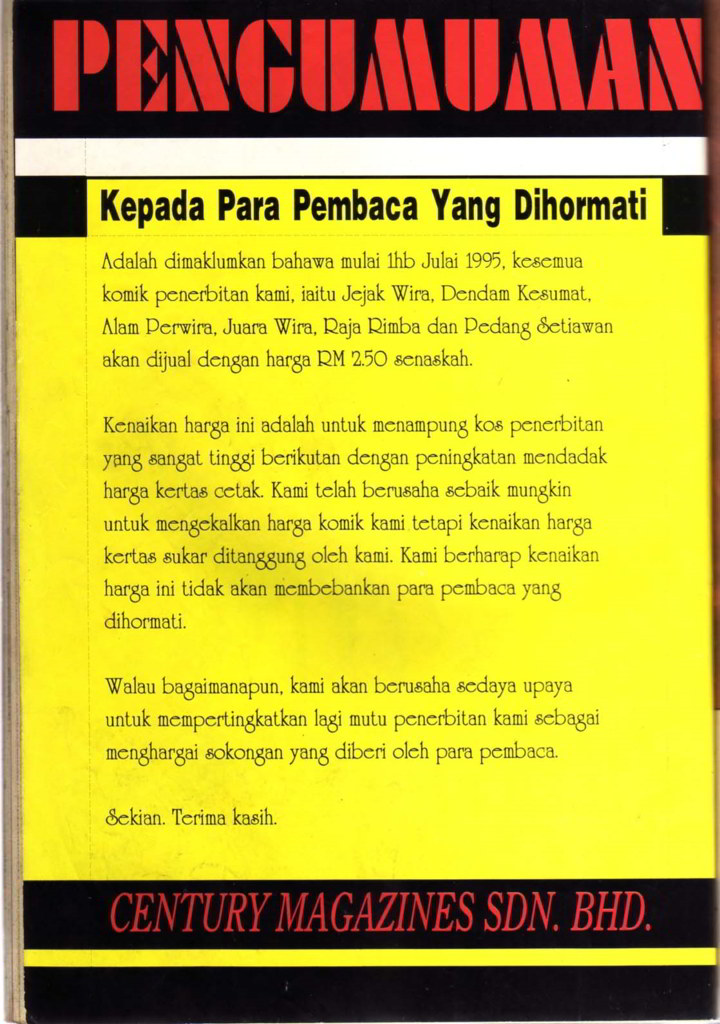 PENGUMUMAN
Kepada Para Pembaca Yang Dihormati
Adalah dimaklumkan bahawa mulai 1hb Julai 1995, kesemua
komik penerbitan kami, iaitu Jejak Wira, Dendam Kesumat,
Alam Perwira, Juara Wira, Raja Rimba dan Pedang Setiawan
akan dijual dengan harga RM 2.50 senaskah.
Kenaikan harga ini adalah untuk menampung kos penerbitan
yang sangat tinggi berikutan dengan peningkatan mendadak
harga kertas cetak. Kami telah berusaha sebaik mungkin
untuk mengekalkan harga komik kami tetapi kenaikan harga
kertas sukar ditanggung oleh kami. Kami berharap kenaikan
harga ini tidak akan membebankan para pembaca yang
dihormati.
Walau bagaimanapun, kami akan berusaha sedaya upaya
untuk mempertingkatkan lagi mutu penerbitan kami sebagai
menghargai sokongan yang diberi oleh para pembaca.
Sekian. Terima kasih.
CENTURY MAGAZINES SDN. BHD.